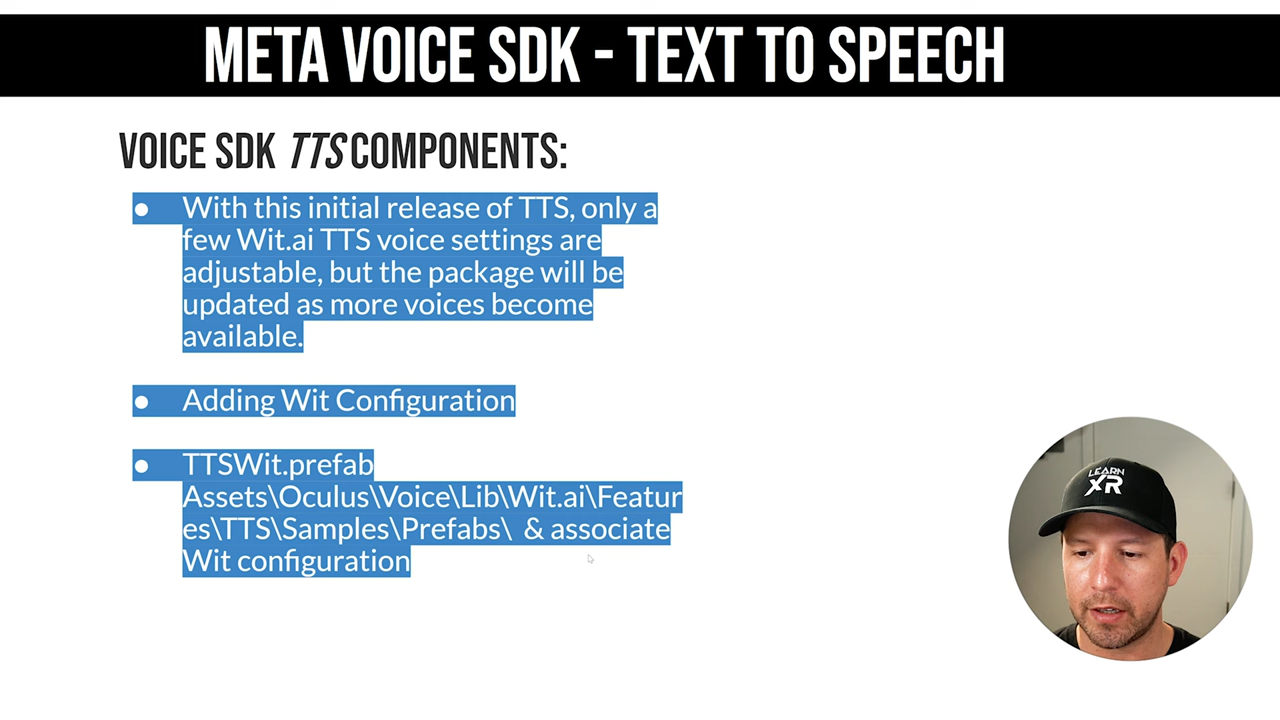 META VOICE SDK - TEXT TO SPEECH
VOICE SDK TTS COMPONENTS:
● With this initial release of TTS, only a
few Wit.ai TTS voice settings are
adjustable, but the package will be
updated as more voices become
available.
● Adding Wit Configuration
● TTSWit.prefab
Assets\Oculus\Voice\Lib\Wit.ai\Featur
es\TTS\Samples\Prefabs\ & associate
Wit configuration
LEARN
XR